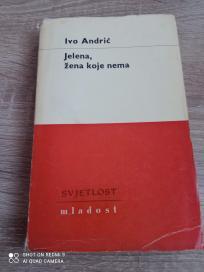 Ivo Andrić
Jelena,
žena koje nema
SVJETLOST
mladost
SHOT ON REDMI 9
AI QUAD CAMERA